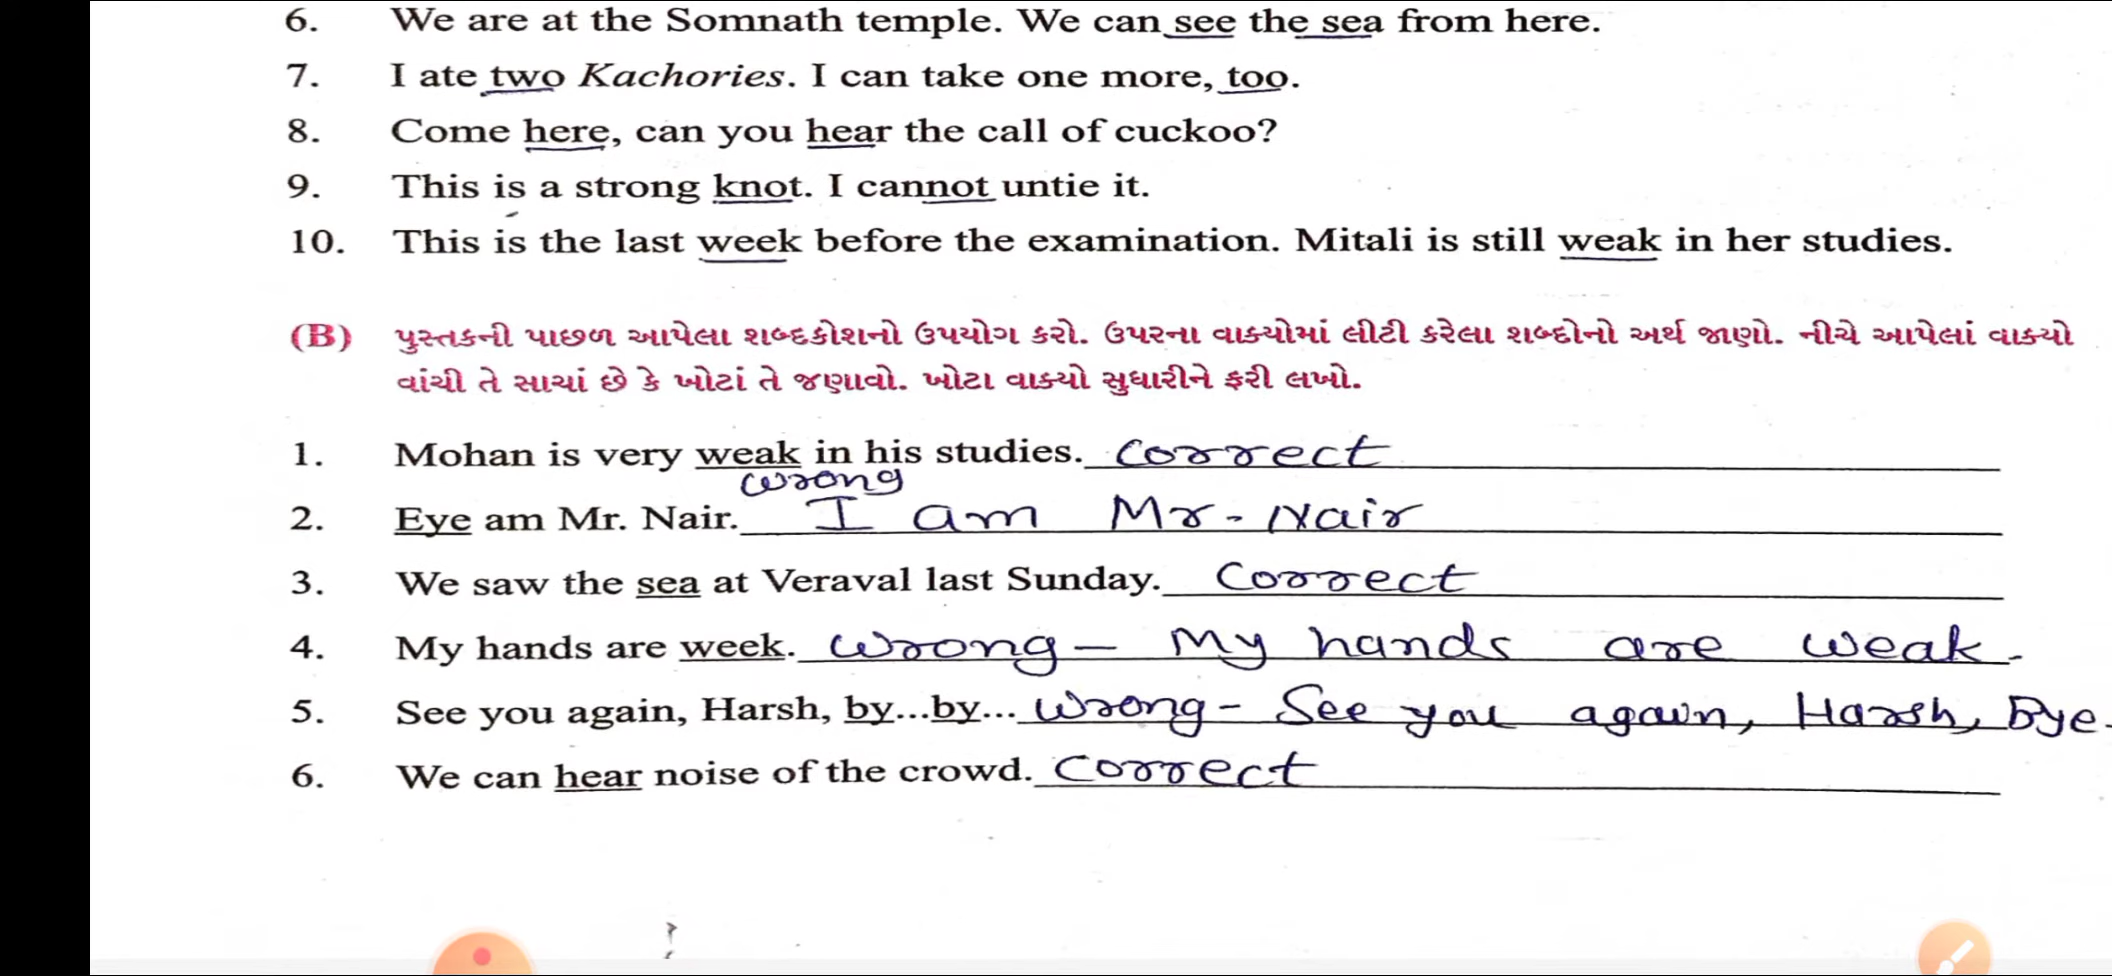 6. We are at the Somnath temple. We can see the sea from here.
7. I ate two Kachories. I can take one more, too.
8. Come here, can you hear the call of cuckoo?
9. This is a strong knot. I cannot untie it.
10. This is the last week before the examination. Mitali is still weak in her studies.
(B) પુસ્તકની પાછળ આપેલા શબ્દકોશનો ઉપયોગ કરો. ઉપરના વાક્યોમાં લીટી કરેલા શબ્દોનો અર્થ જાણો. નીચે આપેલાં વાક્યો
વાંચી તે સાચાં છે કે ખોટાં તે જણાવો. ખોટા વાક્યો સુધારીને ફરી લખો.
1. Mohan is very weak in his studies. Correct
wrong
2. Eye am Mr. Nair. I am Mr. Nair
3. We saw the sea at Veraval last Sunday. Correct
4. My hands are week. wrong - My hands are weak.
5. See you again, Harsh, by...by... Wrong - See you again, Harsh, Bye.
6. We can hear noise of the crowd. Correct